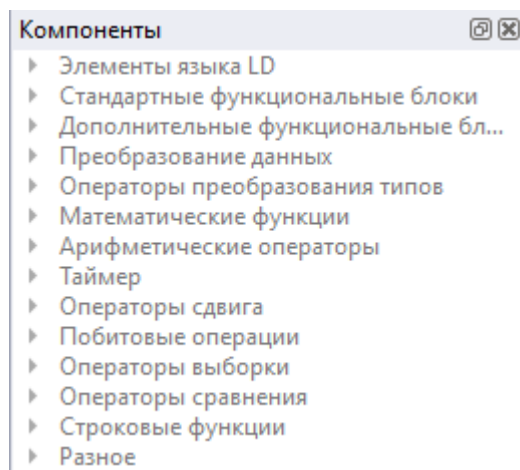 Компоненты
Элементы языка LD
Стандартные функциональные блоки
Дополнительные функциональные бл...
Преобразование данных
Операторы преобразования типов
Математические функции
Арифметические операторы
Таймер
Операторы сдвига
Побитовые операции
Операторы выборки
Операторы сравнения
Строковые функции
Разное